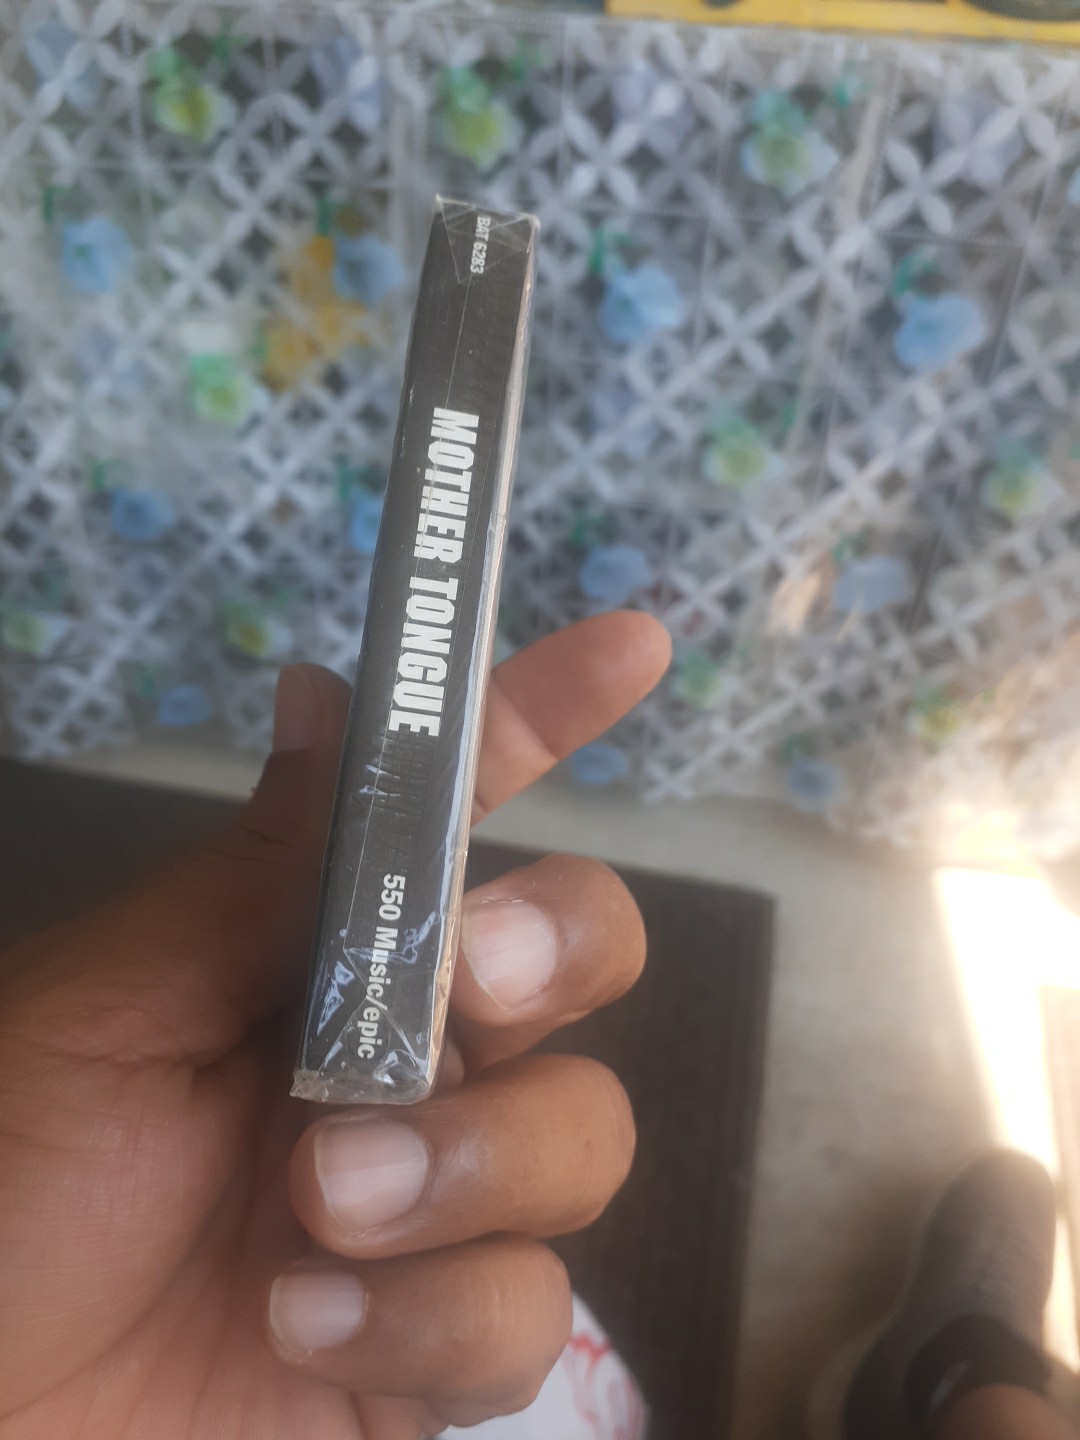 BAT 6283
MOTHER TONGUE
550 Music/epic